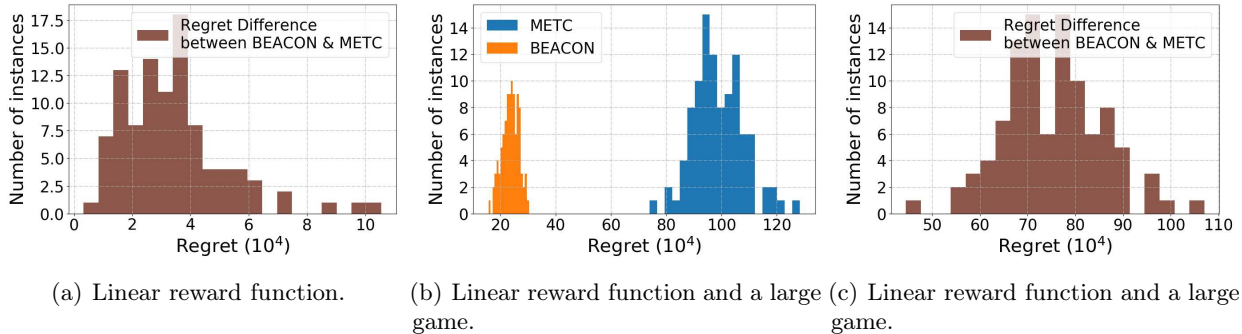 Number of instances
17.5
15.0
12.5
10.0
7.5
5.0
2.5
0.0
Regret Difference
between BEACON & METC
0 2 4 6 8 10
Regret (10⁴)
(a) Linear reward function.
Number of instances
14
12
10
8
6
4
2
0
METC
BEACON
20 40 60 80 100 120
Regret (10⁴)
(b) Linear reward function and a large
game.
Number of instances
14
12
10
8
6
4
2
0
Regret Difference
between BEACON & METC
50 60 70 80 90 100 110
Regret (10⁴)
(c) Linear reward function and a large
game.